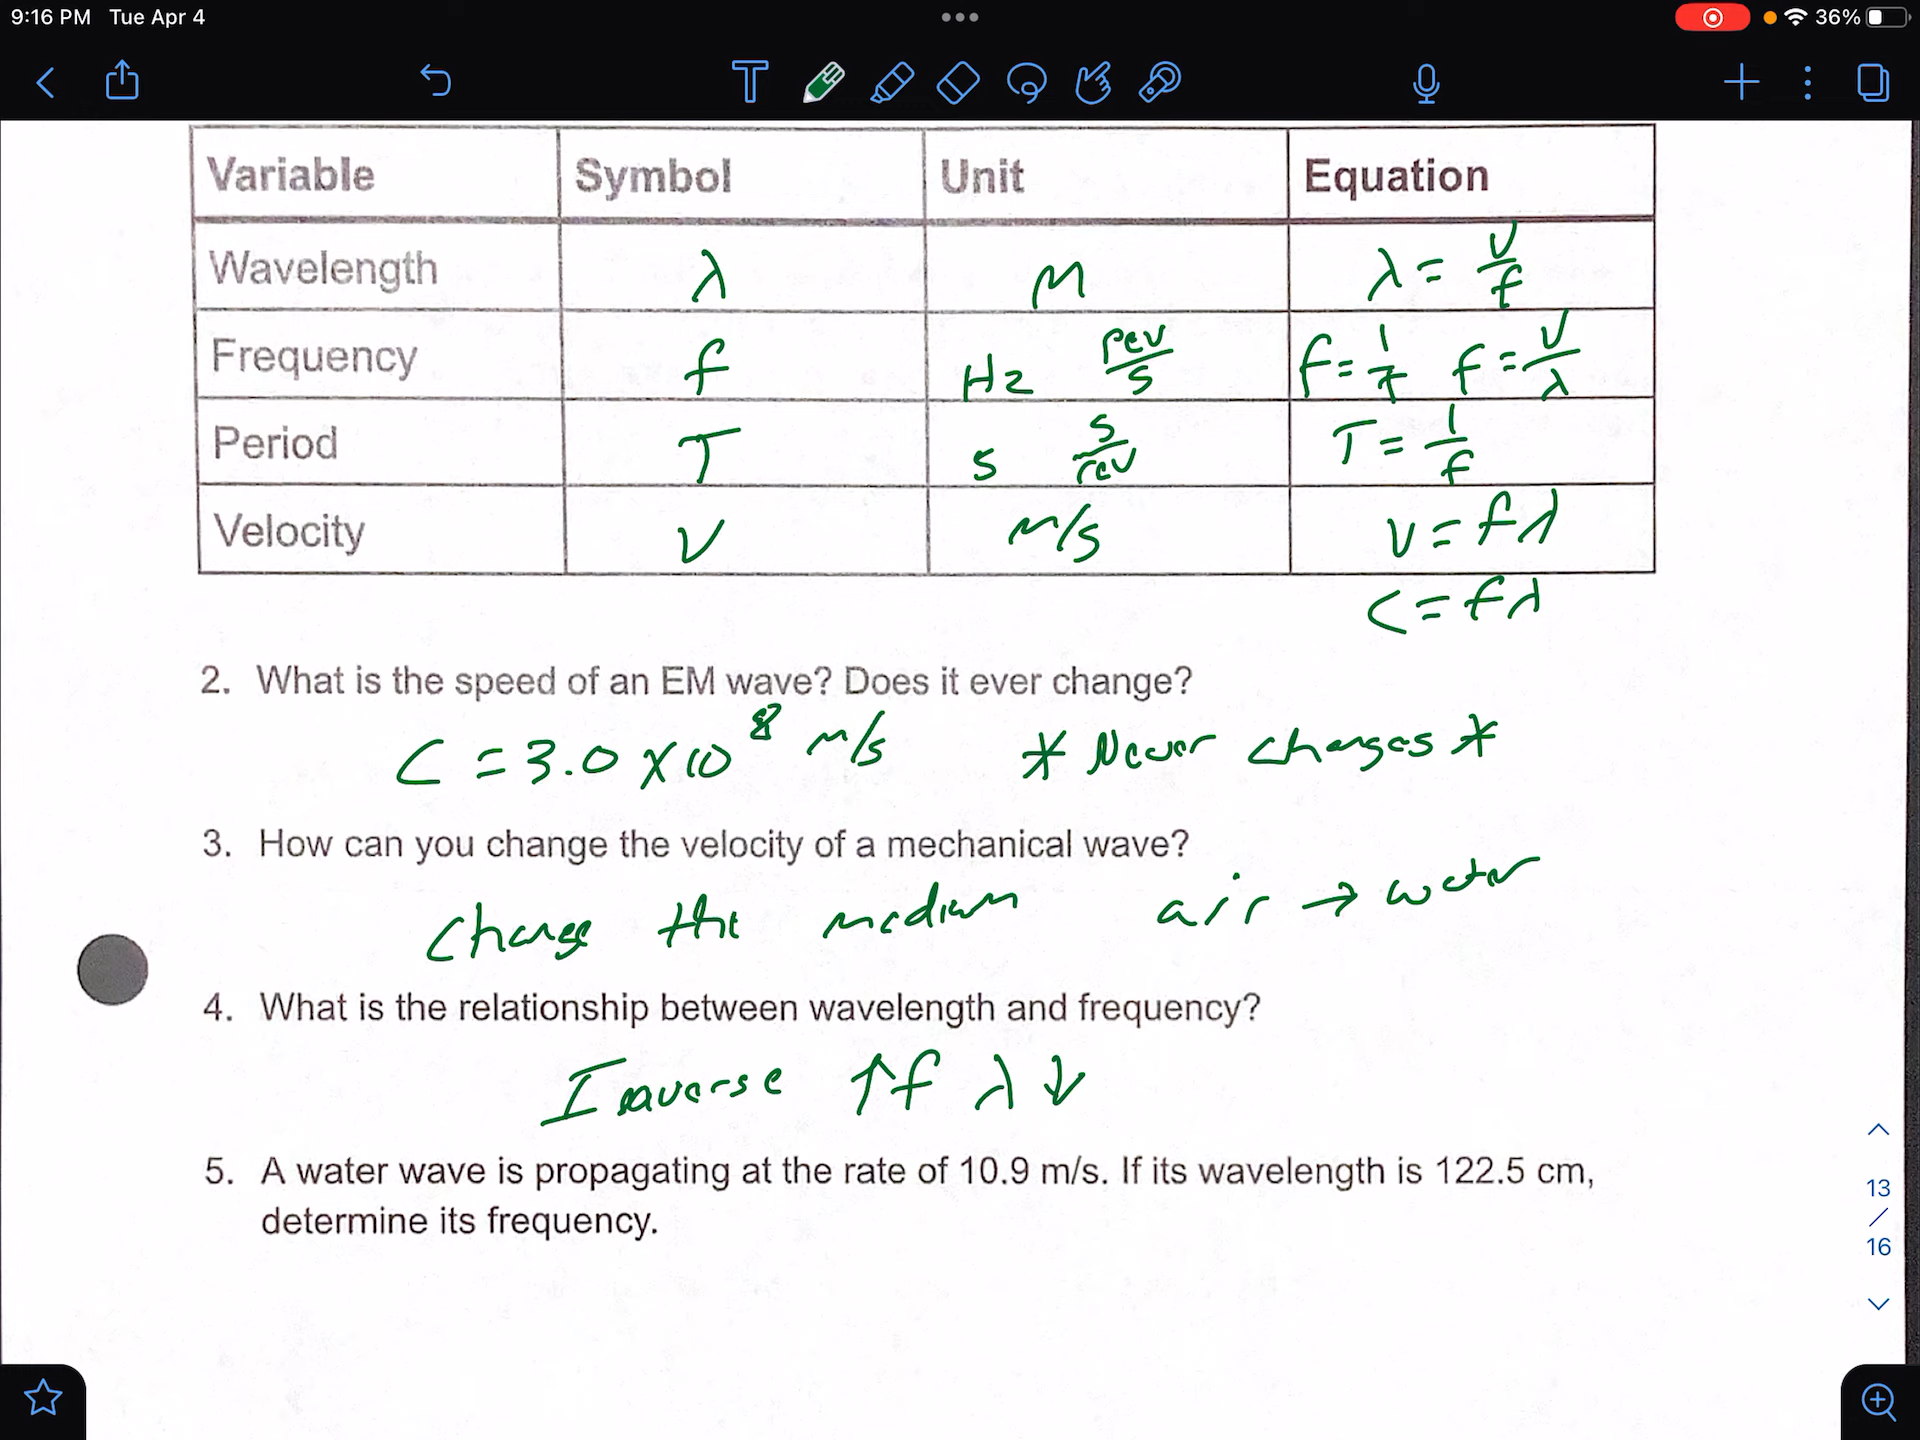 9:16 PM Tue Apr 4
36%
Variable Symbol Unit Equation
Wavelength λ M λ = v/f
Frequency f Hz rev/s f = 1/T f = v/λ
Period T s s/rev T = 1/f
Velocity V m/s v = fλ
c = fλ
2. What is the speed of an EM wave? Does it ever change?
C = 3.0 x 10^8 m/s * Never changes *
3. How can you change the velocity of a mechanical wave?
Change the medium air → water
4. What is the relationship between wavelength and frequency?
Inverse ↑f λ↓
5. A water wave is propagating at the rate of 10.9 m/s. If its wavelength is 122.5 cm,
determine its frequency.
13
/
16